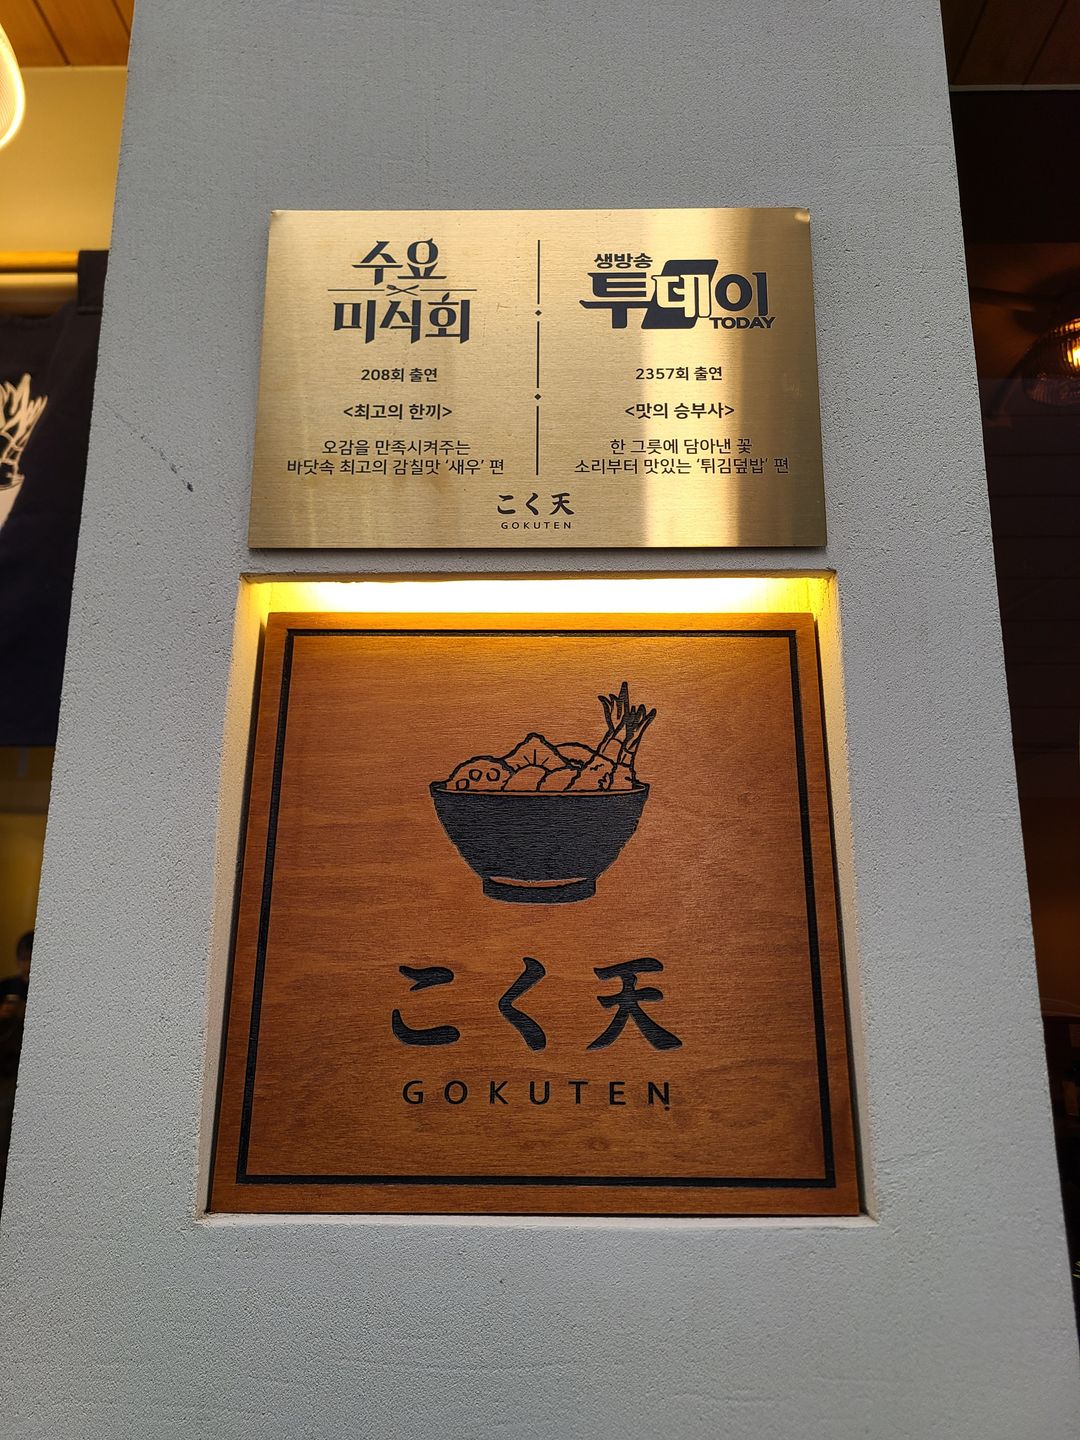 수요
미식회
208회 출연
<최고의 한끼>
오감을 만족시켜주는
바닷속 최고의 감칠맛 '새우' 편
생방송
투데이
TODAY
2357회 출연
<맛의 승부사>
한 그릇에 담아낸 꽃
소리부터 맛있는 '튀김덮밥' 편
こく天
GOKUTEN
こく天
GOKUTEN